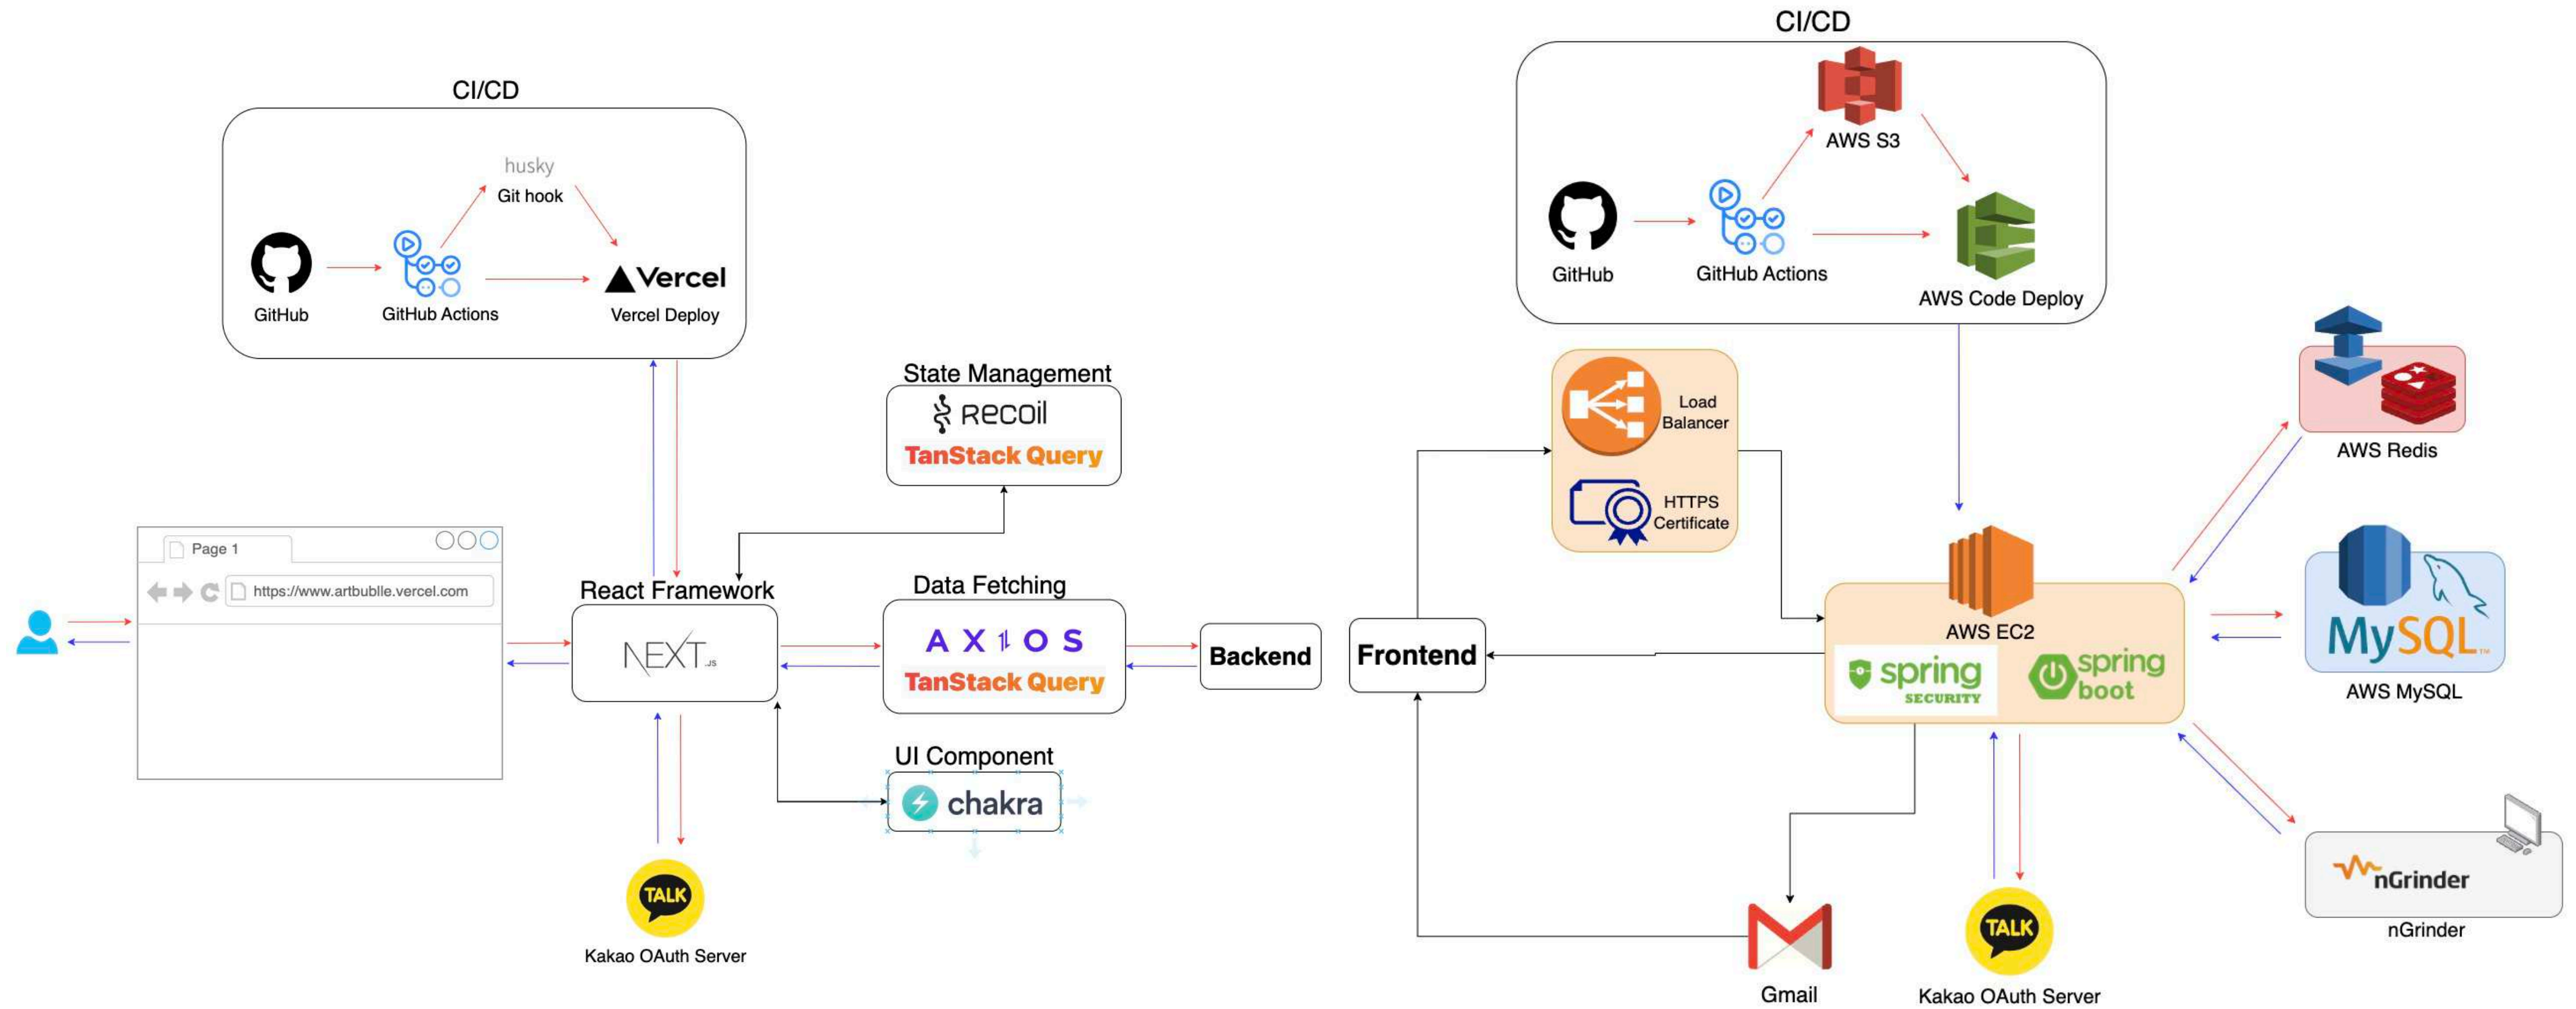 CI/CD
husky
Git hook
GitHub
GitHub Actions
Vercel
Vercel Deploy
State Management
RECOIL
TanStack Query
Page 1
https://www.artbublle.vercel.com
React Framework
NEXT.JS
Data Fetching
AXIOS
TanStack Query
Backend
UI Component
chakra
TALK
Kakao OAuth Server
CI/CD
AWS S3
GitHub
GitHub Actions
AWS Code Deploy
Load
Balancer
HTTPS
Certificate
Frontend
AWS EC2
spring
SECURITY
spring
boot
AWS Redis
MySQL™
AWS MySQL
nGrinder
nGrinder
Gmail
TALK
Kakao OAuth Server